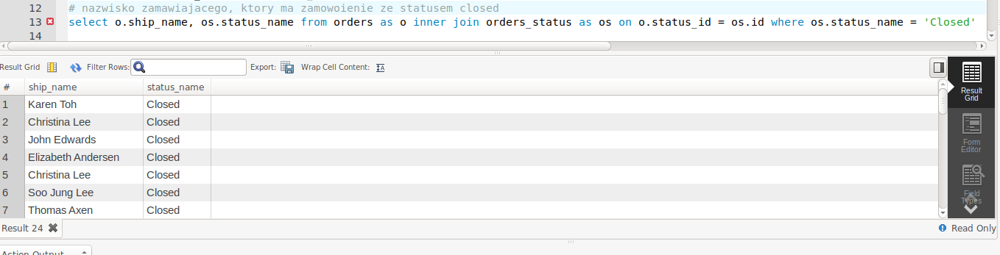 12 # nazwisko zamawiajacego, ktory ma zamowoienie ze statusem closed
13 select o.ship_name, os.status_name from orders as o inner join orders_status as os on o.status_id = os.id where os.status_name = 'Closed'
14
Result Grid Filter Rows: Export: Wrap Cell Content:
# ship_name status_name
1 Karen Toh Closed
2 Christina Lee Closed
3 John Edwards Closed
4 Elizabeth Andersen Closed
5 Christina Lee Closed
6 Soo Jung Lee Closed
7 Thomas Axen Closed
Result
Grid
Form
Editor
Field
Types
Result 24
Read Only
Action Output